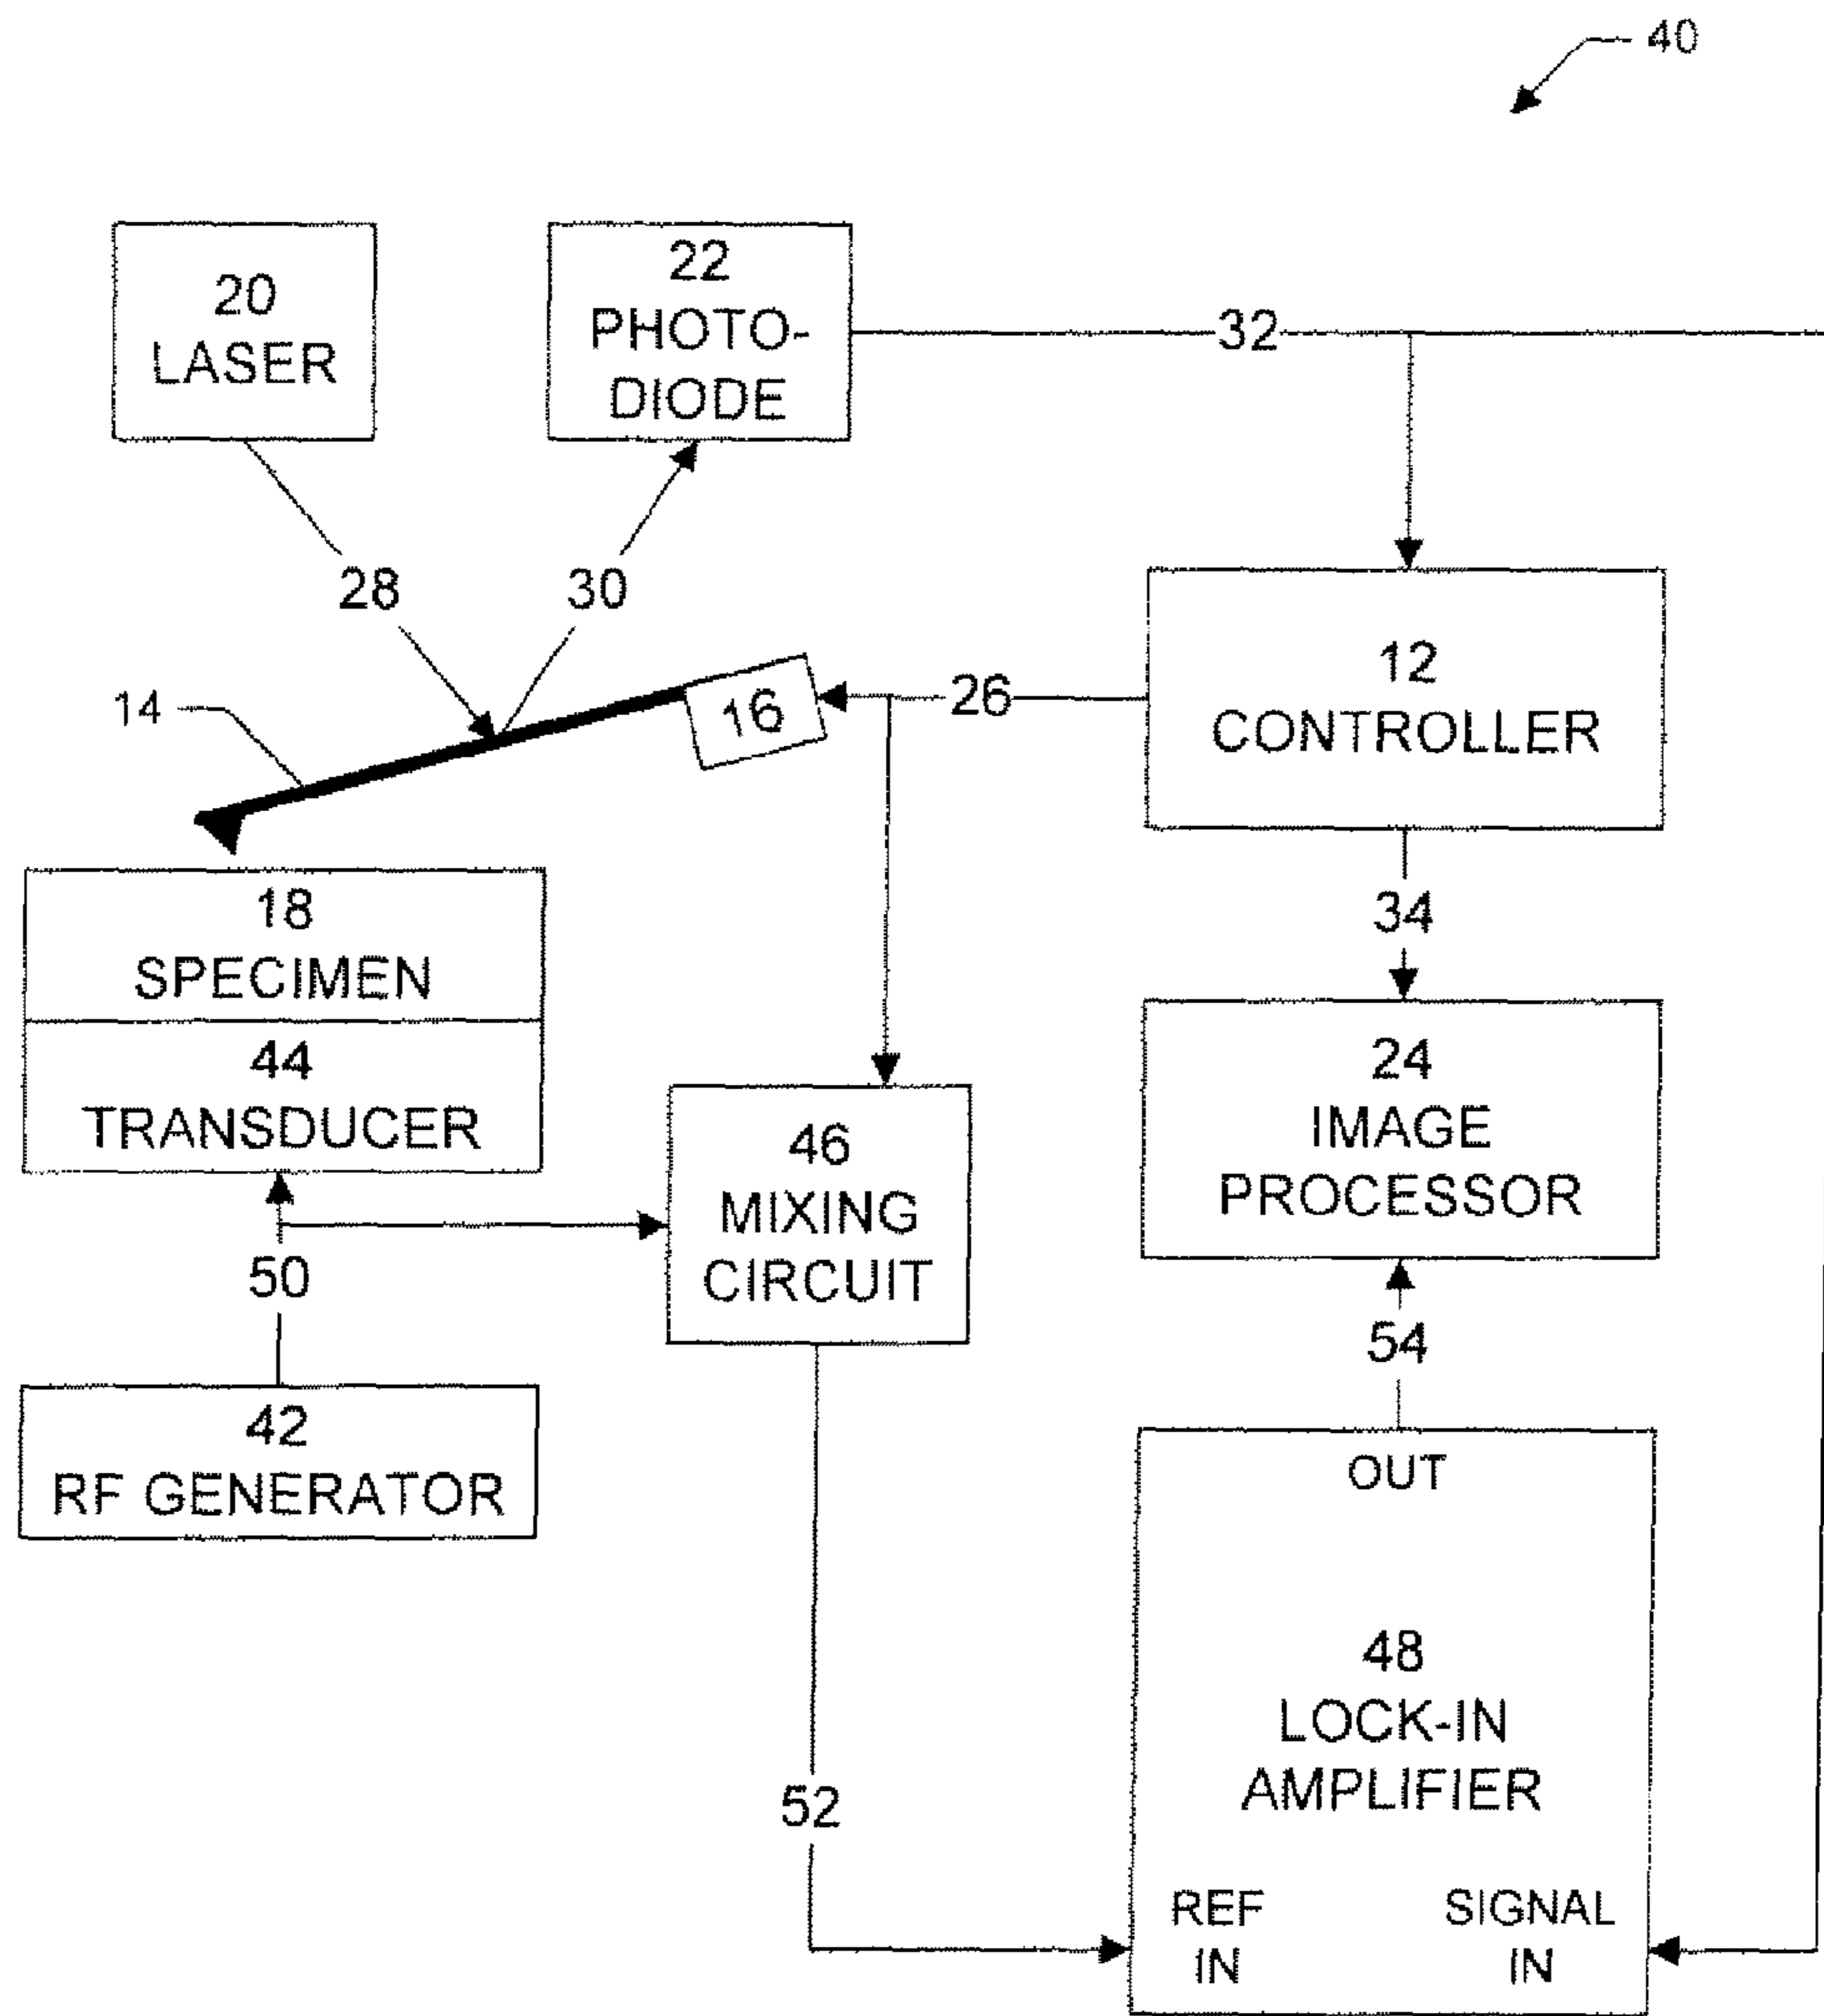 40
20
LASER
22
PHOTO-
DIODE
32
28
30
14
16
26
12
CONTROLLER
34
18
SPECIMEN
44
TRANSDUCER
46
MIXING
CIRCUIT
24
IMAGE
PROCESSOR
50
54
42
RF GENERATOR
OUT
48
LOCK-IN
AMPLIFIER
52
REF
IN
SIGNAL
IN